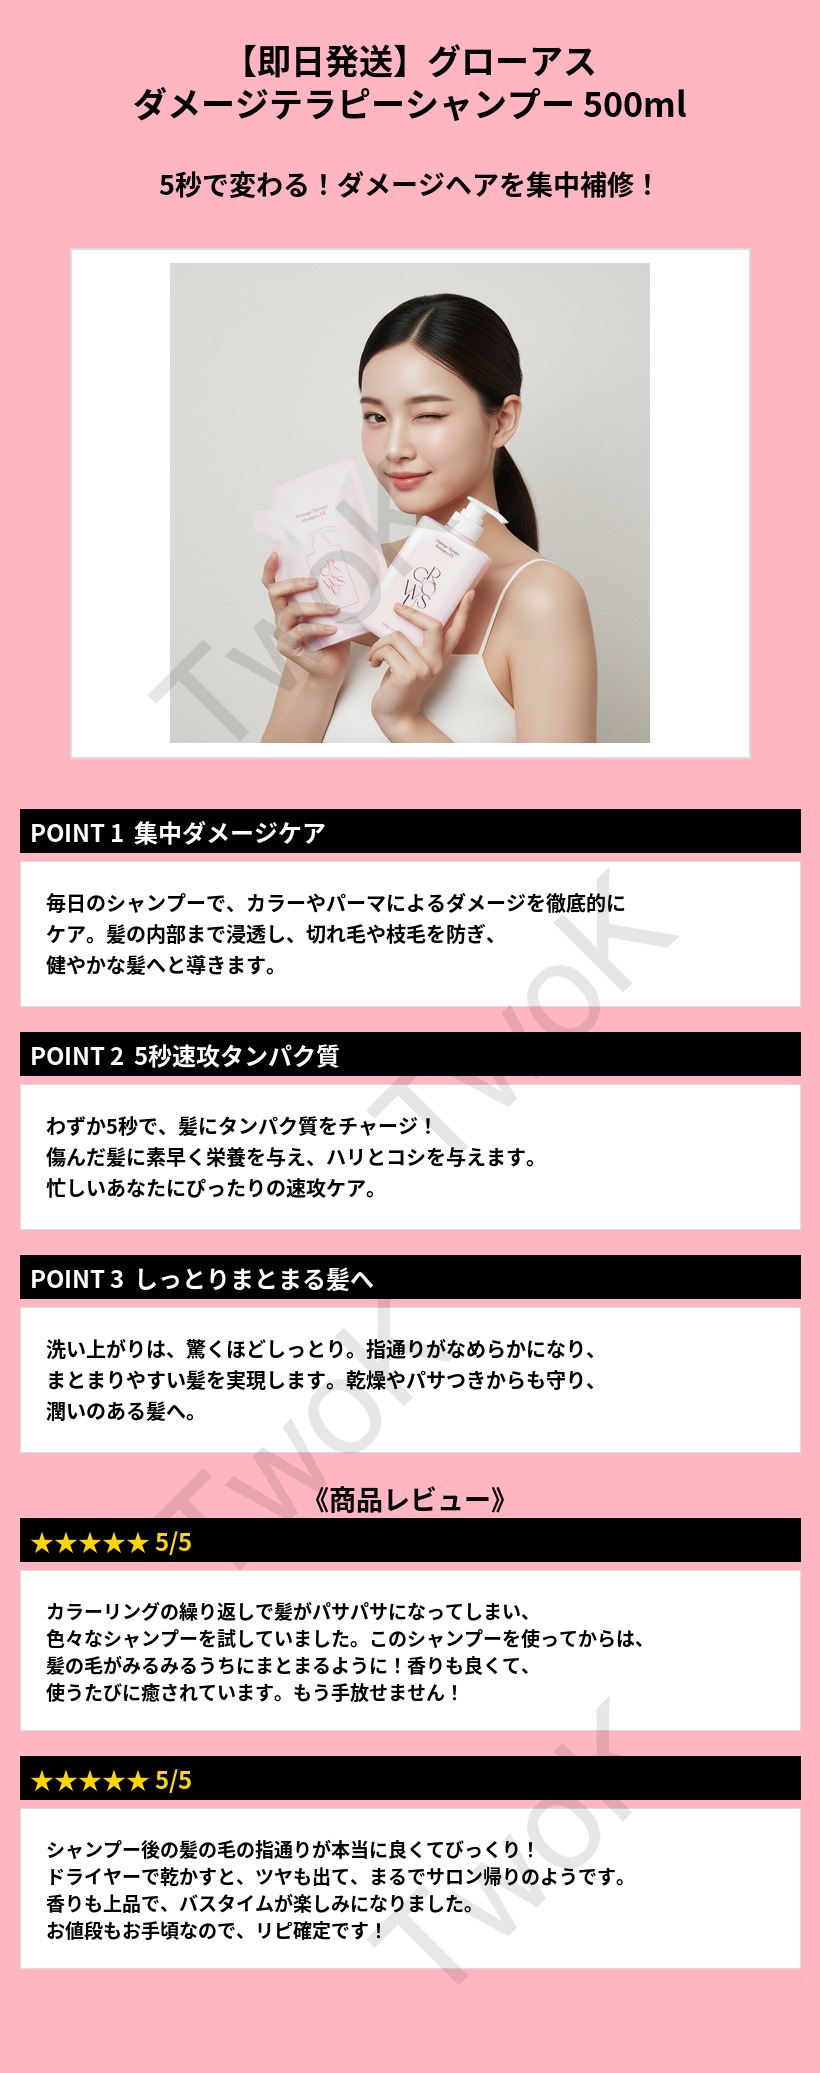 【即日発送】グローアス
ダメージテラピーシャンプー 500ml
5秒で変わる！ダメージヘアを集中補修！
Damage Therapy
Shampoo EX
GROWUS
Damage Therapy
Shampoo EX
GROWUS
TwoK
POINT 1 集中ダメージケア
毎日のシャンプーで、カラーやパーマによるダメージを徹底的に
ケア。髪の内部まで浸透し、切れ毛や枝毛を防ぎ、
健やかな髪へと導きます。
TwoK
POINT 2 5秒速攻タンパク質
わずか5秒で、髪にタンパク質をチャージ！
傷んだ髪に素早く栄養を与え、ハリとコシを与えます。
忙しいあなたにぴったりの速攻ケア。
POINT 3 しっとりまとまる髪へ
洗い上がりは、驚くほどしっとり。指通りがなめらかになり、
まとまりやすい髪を実現します。乾燥やパサつきからも守り、
潤いのある髪へ。
TwoK
《商品レビュー》
★★★★★ 5/5
カラーリングの繰り返しで髪がパサパサになってしまい、
色々なシャンプーを試していました。このシャンプーを使ってからは、
髪の毛がみるみるうちにまとまるように！香りも良くて、
使うたびに癒されています。もう手放せません！
★★★★★ 5/5
シャンプー後の髪の毛の指通りが本当に良くてびっくり！
ドライヤーで乾かすと、ツヤも出て、まるでサロン帰りのようです。
香りも上品で、バスタイムが楽しみになりました。
お値段もお手頃なので、リピ確定です！
TwoK